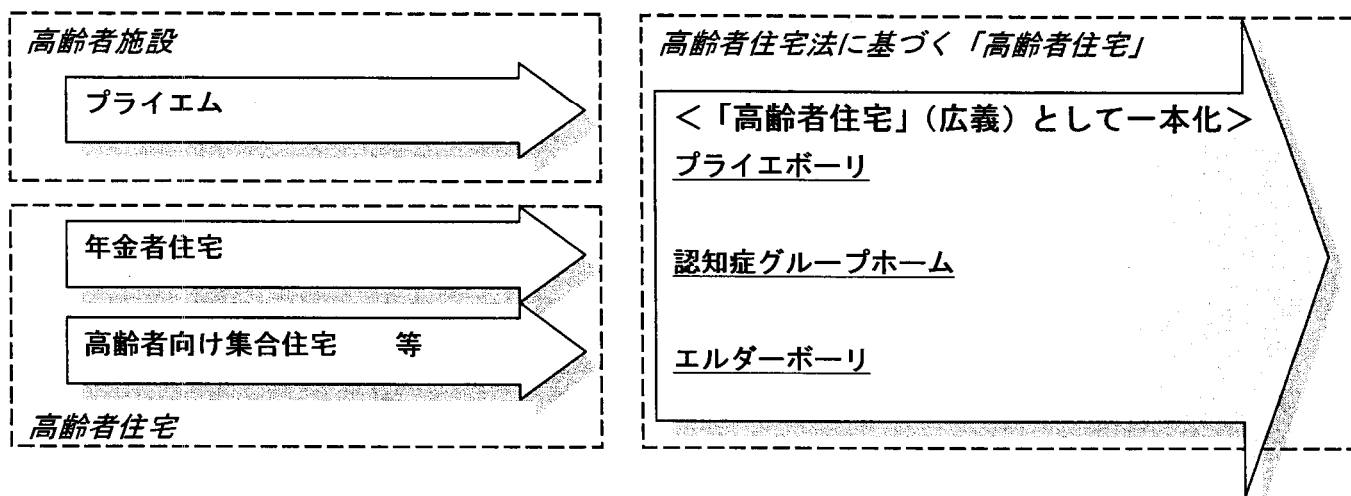 高齢者施設
プライエム
年金者住宅
高齢者向け集合住宅　　等
高齢者住宅
高齢者住宅法に基づく「高齢者住宅」
＜「高齢者住宅」（広義）として一本化＞
プライエボーリ
認知症グループホーム
エルダーボーリ